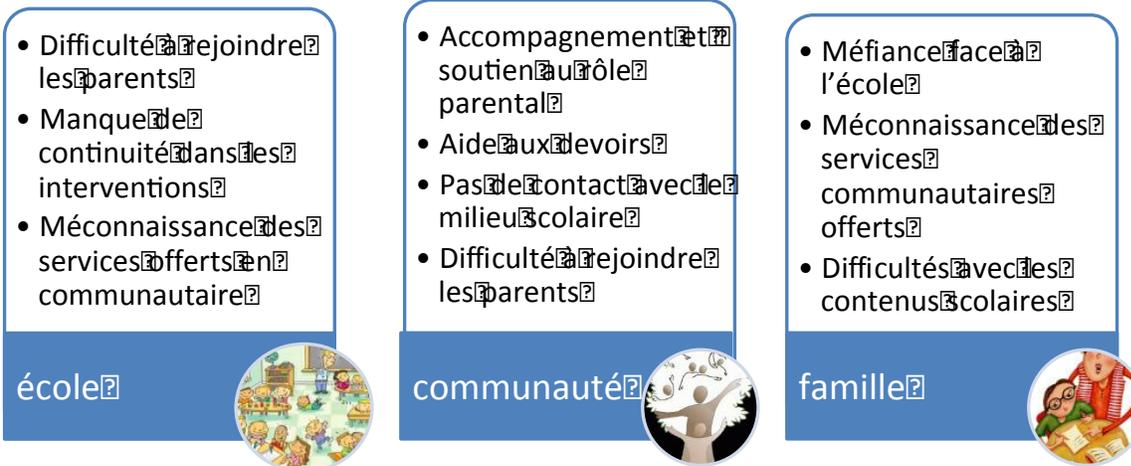 • Difficulté à rejoindre
les parents
• Manque de
continuité dans les
interventions
• Méconnaissance des
services offerts en
communautaire
école
• Accompagnement et
soutien au rôle
parental
• Aide aux devoirs
• Pas de contact avec le
milieu scolaire
• Difficulté à rejoindre
les parents
communauté
• Méfiance face à
l’école
• Méconnaissance des
services
communautaires
offerts
• Difficultés avec les
contenus scolaires
famille